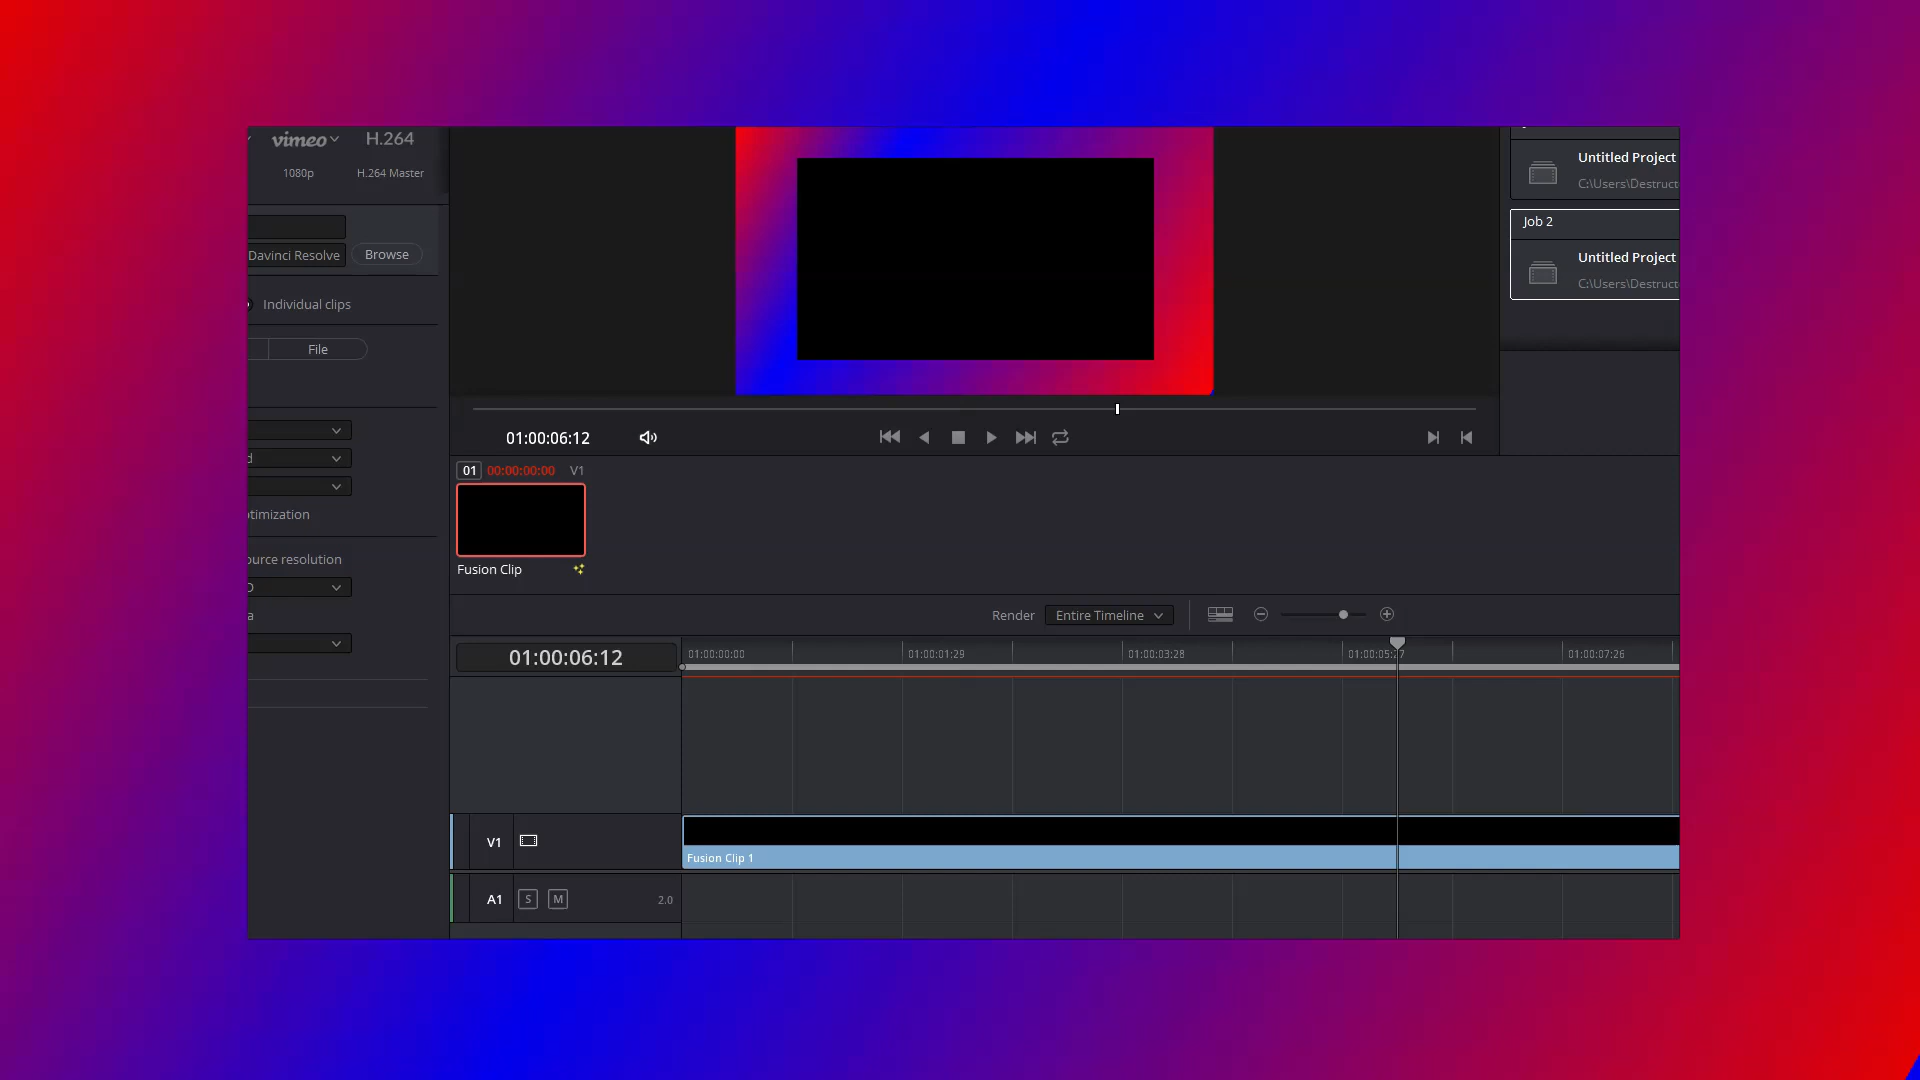 vimeo H.264
1080p H.264 Master
Davinci Resolve Browse
Individual clips
File
timization
ource resolution
Untitled Project
C:\Users\Destruct
Job 2
Untitled Project
C:\Users\Destruct
01:00:06:12
01 00:00:00:00 V1
Fusion Clip
Render Entire Timeline
01:00:06:12 01:00:00:00 01:00:01:29 01:00:03:28 01:00:05:27 01:00:07:26
V1
Fusion Clip 1
A1 S M 2.0